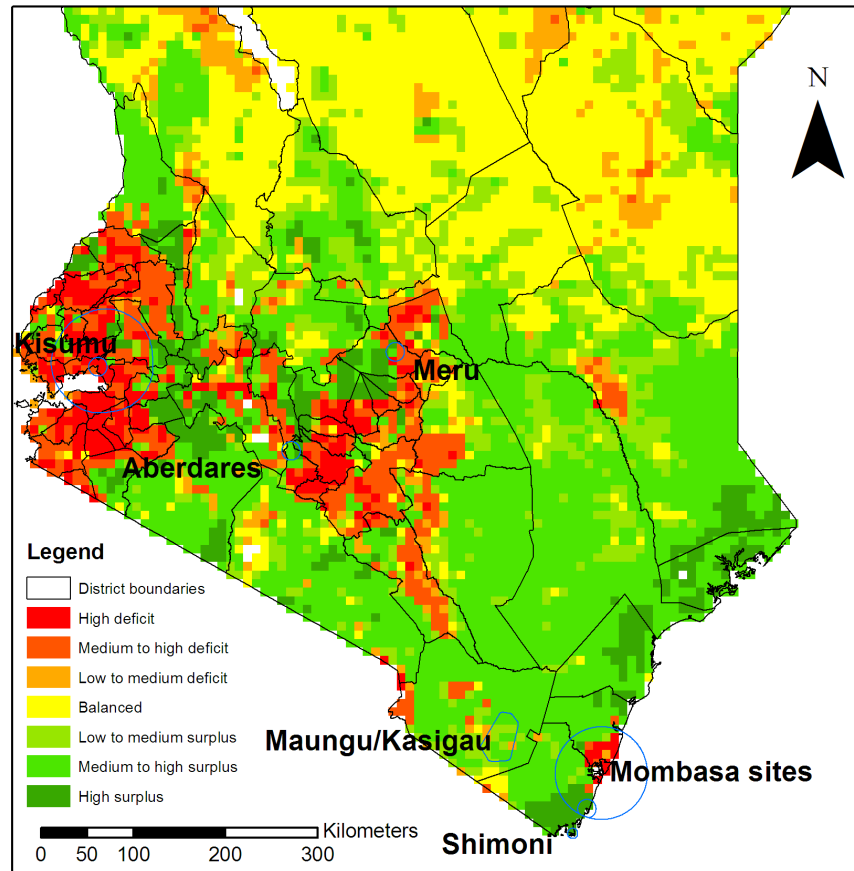 N
Kisumu
Meru
Aberdares
Legend
District boundaries
High deficit
Medium to high deficit
Low to medium deficit
Balanced
Low to medium surplus
Medium to high surplus
High surplus
Maungu/Kasigau
Mombasa sites
Shimoni
Kilometers
0 50 100 200 300